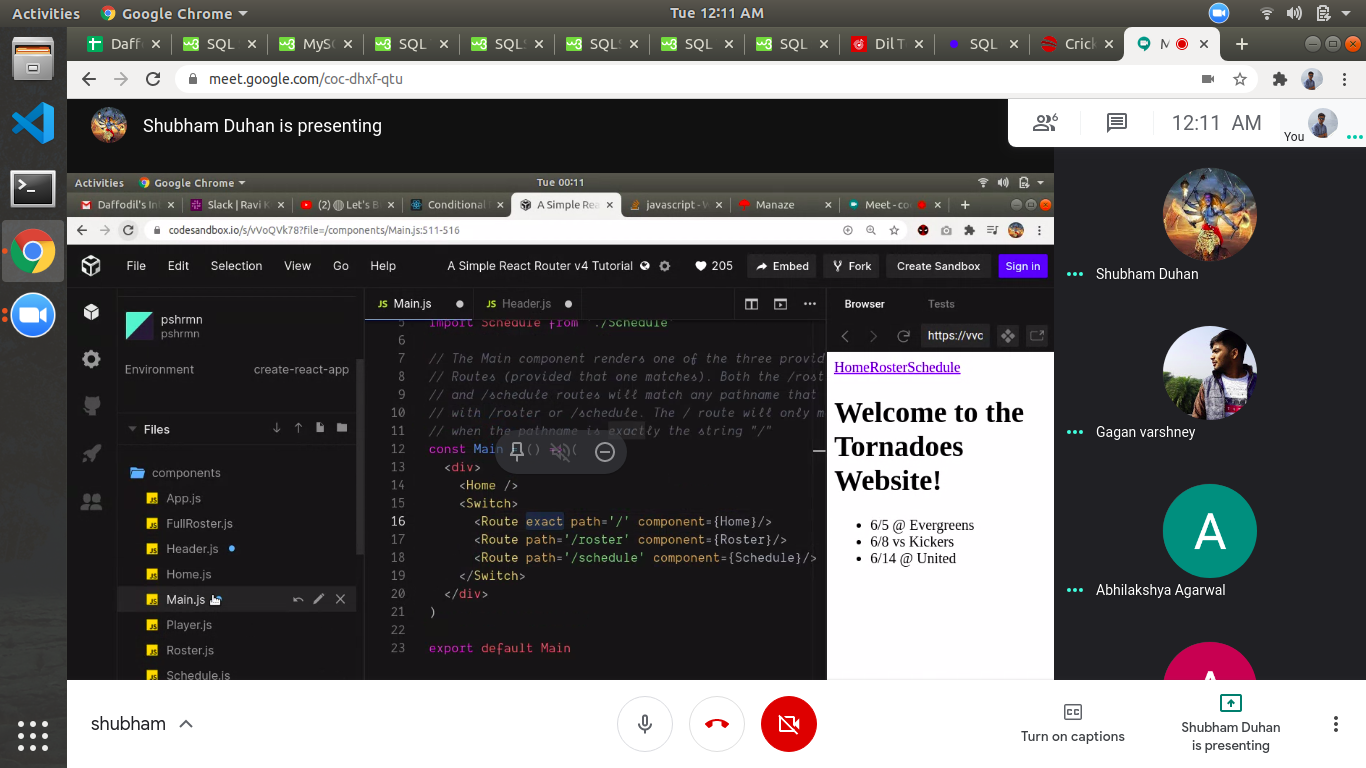 Activities
Google Chrome
Tue 12:11 AM
Daff
SQL
MyS
SQL
SQLS
SQLS
SQL
SQL
Dil T
SQL
Crick
M
meet.google.com/coc-dhxf-qtu
Shubham Duhan is presenting
6
12:11 AM
You
Activities
Google Chrome
Tue 00:11
Daffodil's In
Slack | Ravi K
Let's B
Conditional
A Simple Rea
javascript - W
Manaze
Meet - co
codesandbox.io/s/vVoQVk78?file=/components/Main.js:511-516
File Edit Selection View Go Help
A Simple React Router v4 Tutorial
205
Embed
Fork
Create Sandbox
Sign in
pshrmn
pshrmn
Environment create-react-app
Files
components
App.js
FullRoster.js
Header.js
Home.js
Main.js
Player.js
Roster.js
Schedule.js
Main.js
Header.js
5 import Schedule from './Schedule'
6
7 // The Main component renders one of the three provid
8 // Routes (provided that one matches). Both the /rost
9 // and /schedule routes will match any pathname that
10 // with /roster or /schedule. The / route will only m
11 // when the pathname is exactly the string "/"
12 const Main = () => (
13 <div>
14 <Home />
15 <Switch>
16 <Route exact path='/' component={Home}/>
17 <Route path='/roster' component={Roster}/>
18 <Route path='/schedule' component={Schedule}/>
19 </Switch>
20 </div>
21 )
22
23 export default Main
Browser Tests
https://vvc
HomeRosterSchedule
Welcome to the
Tornadoes
Website!
6/5 @ Evergreens
6/8 vs Kickers
6/14 @ United
Shubham Duhan
Gagan varshney
A
Abhilakshya Agarwal
shubham
Turn on captions
Shubham Duhan
is presenting